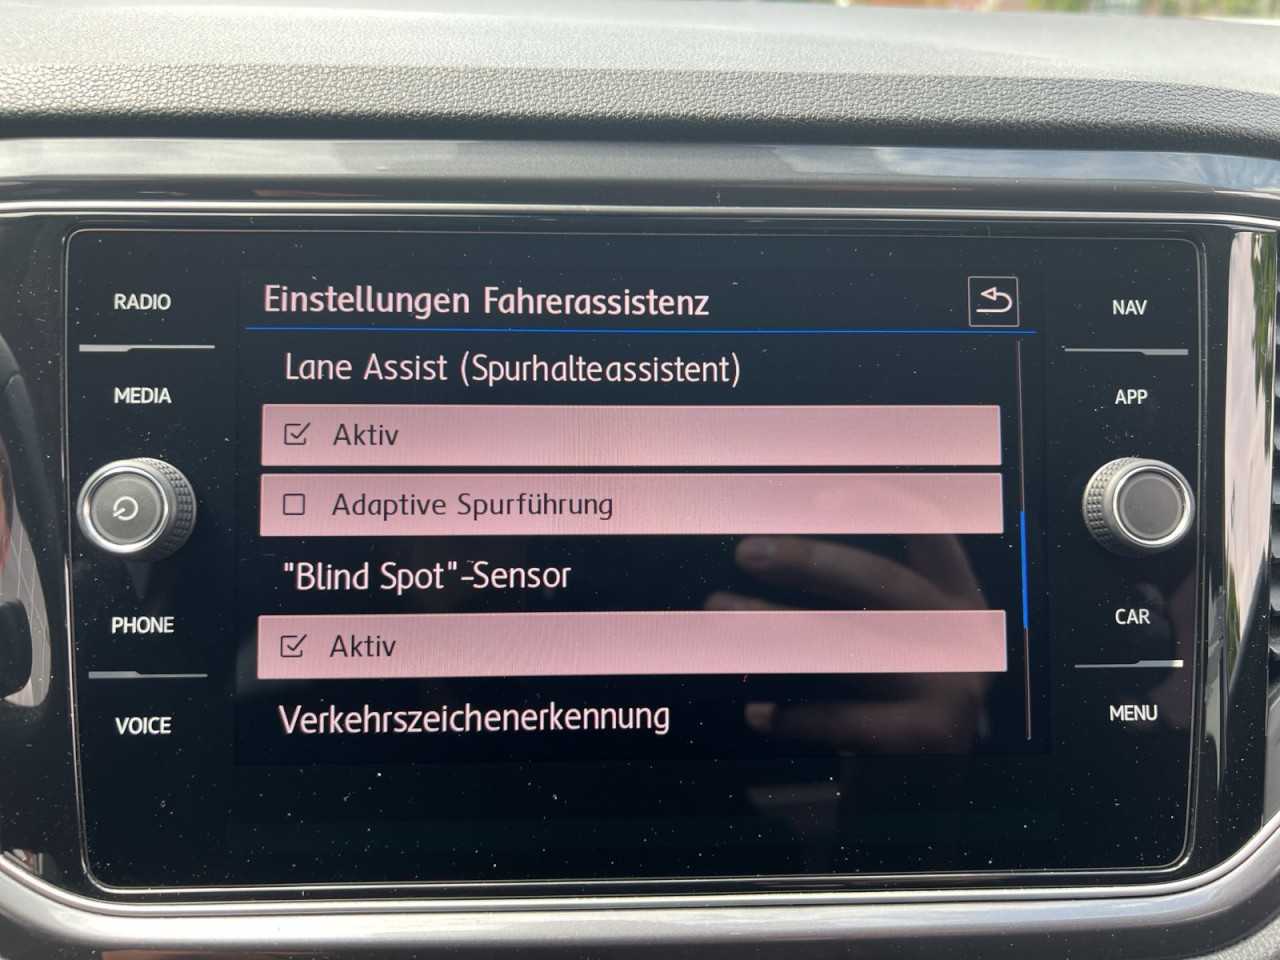 Einstellungen Fahrerassistenz
Lane Assist (Spurhalteassistent)
Aktiv
Adaptive Spurführung
"Blind Spot"-Sensor
Aktiv
Verkehrszeichenerkennung
RADIO
MEDIA
PHONE
VOICE
NAV
APP
CAR
MENU